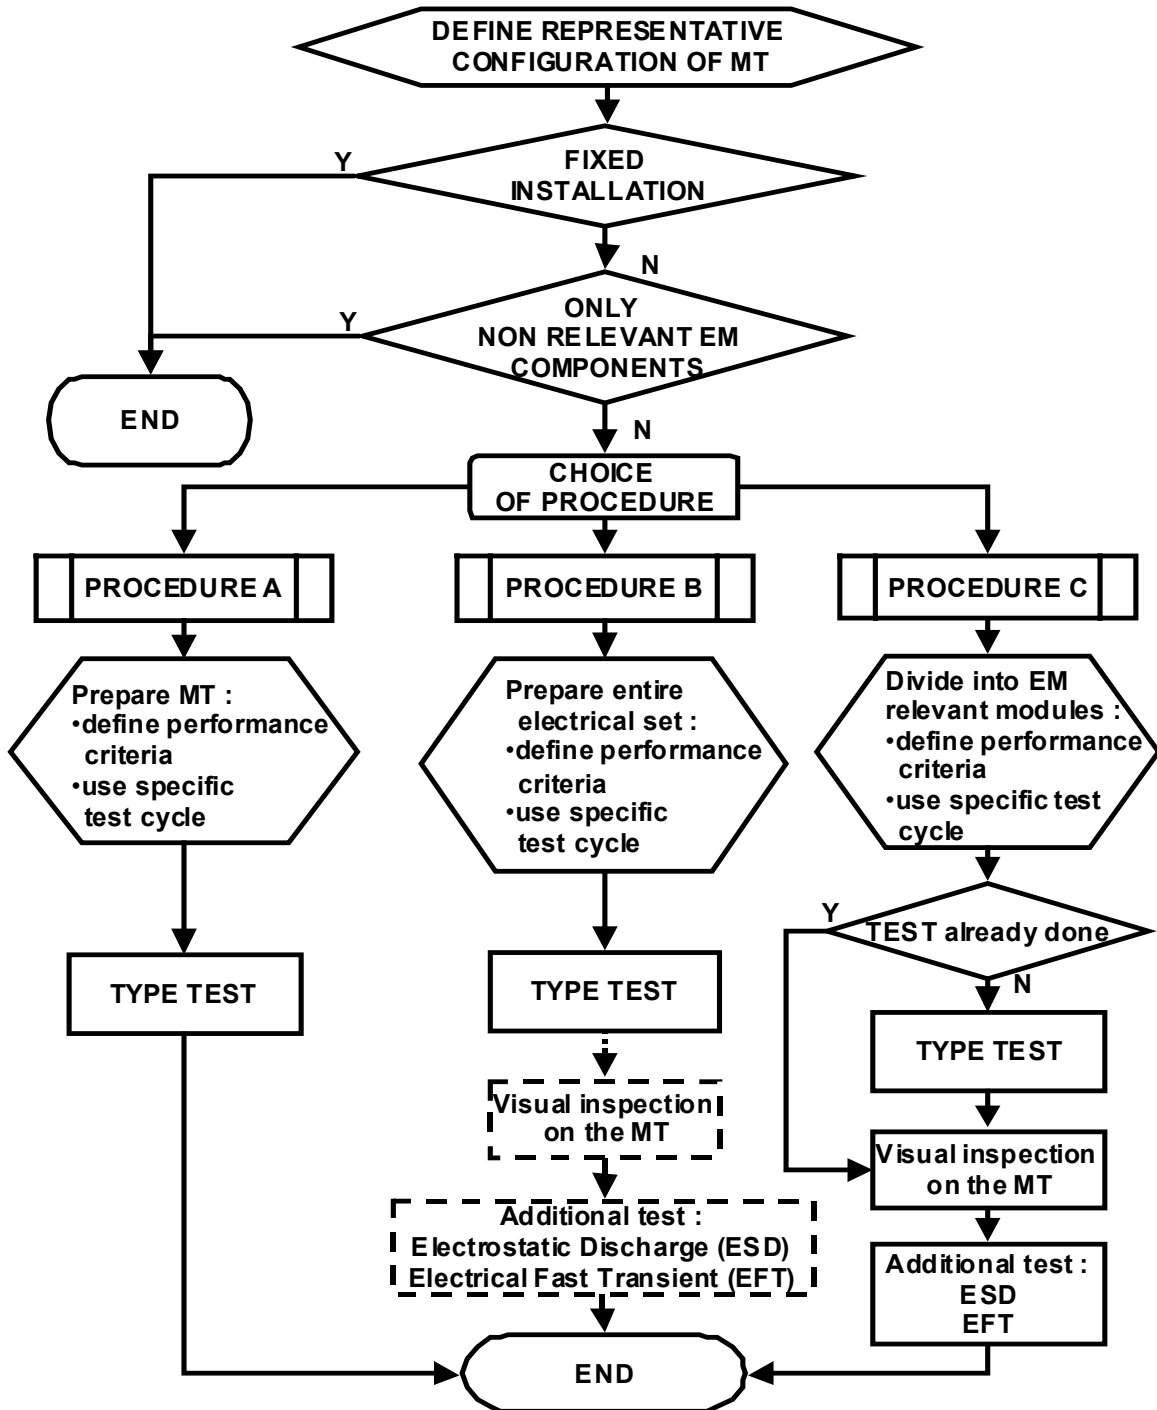 DEFINE REPRESENTATIVE
CONFIGURATION OF MT
Y
FIXED
INSTALLATION
N
Y
ONLY
NON RELEVANT EM
COMPONENTS
END
N
CHOICE
OF PROCEDURE
PROCEDURE A
PROCEDURE B
PROCEDURE C
Prepare MT :
•define performance
criteria
•use specific
test cycle
Prepare entire
electrical set :
•define performance
criteria
•use specific
test cycle
Divide into EM
relevant modules :
•define performance
criteria
•use specific test
cycle
Y
TEST already done
N
TYPE TEST
TYPE TEST
TYPE TEST
Visual inspection
on the MT
Visual inspection
on the MT
Additional test :
Electrostatic Discharge (ESD)
Electrical Fast Transient (EFT)
Additional test :
ESD
EFT
END